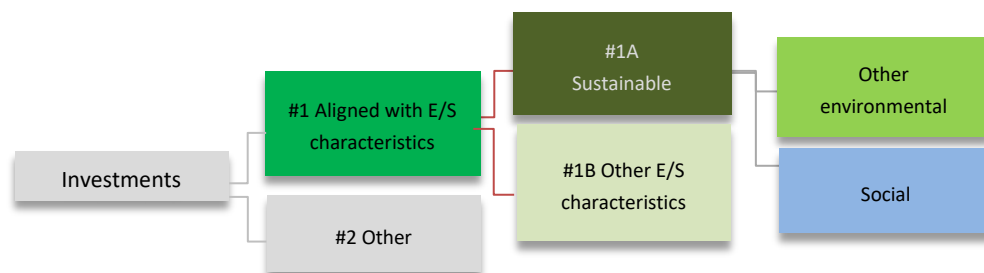 Investments
#1 Aligned with E/S
characteristics
#2 Other
#1A
Sustainable
#1B Other E/S
characteristics
Other
environmental
Social